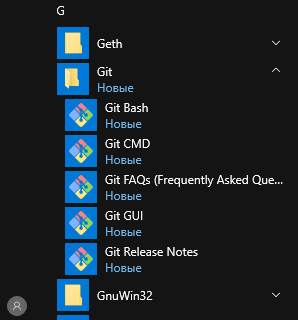 G
Geth
Git
Новые
Git Bash
Новые
Git CMD
Новые
Git FAQs (Frequently Asked Que...
Новые
Git GUI
Новые
Git Release Notes
Новые
GnuWin32